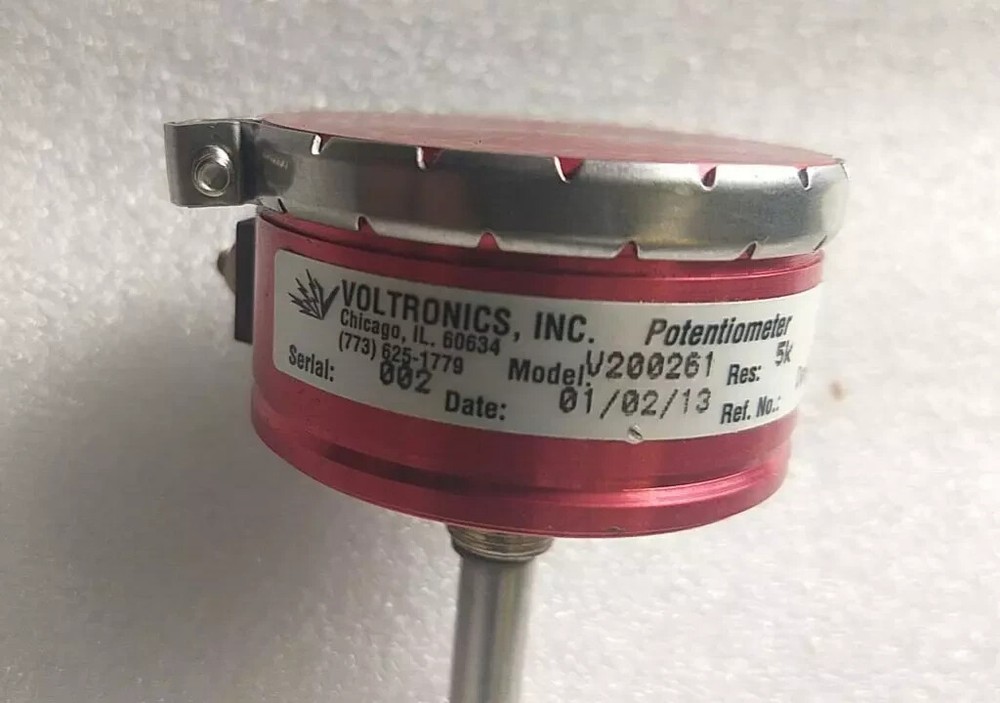 VOLTRONICS, INC. Potentiometer
Chicago, IL. 60634
(773) 625-1779 Model: V200261 Res: 5k
Serial: 002 Date: 01/02/13 Ref. No.: